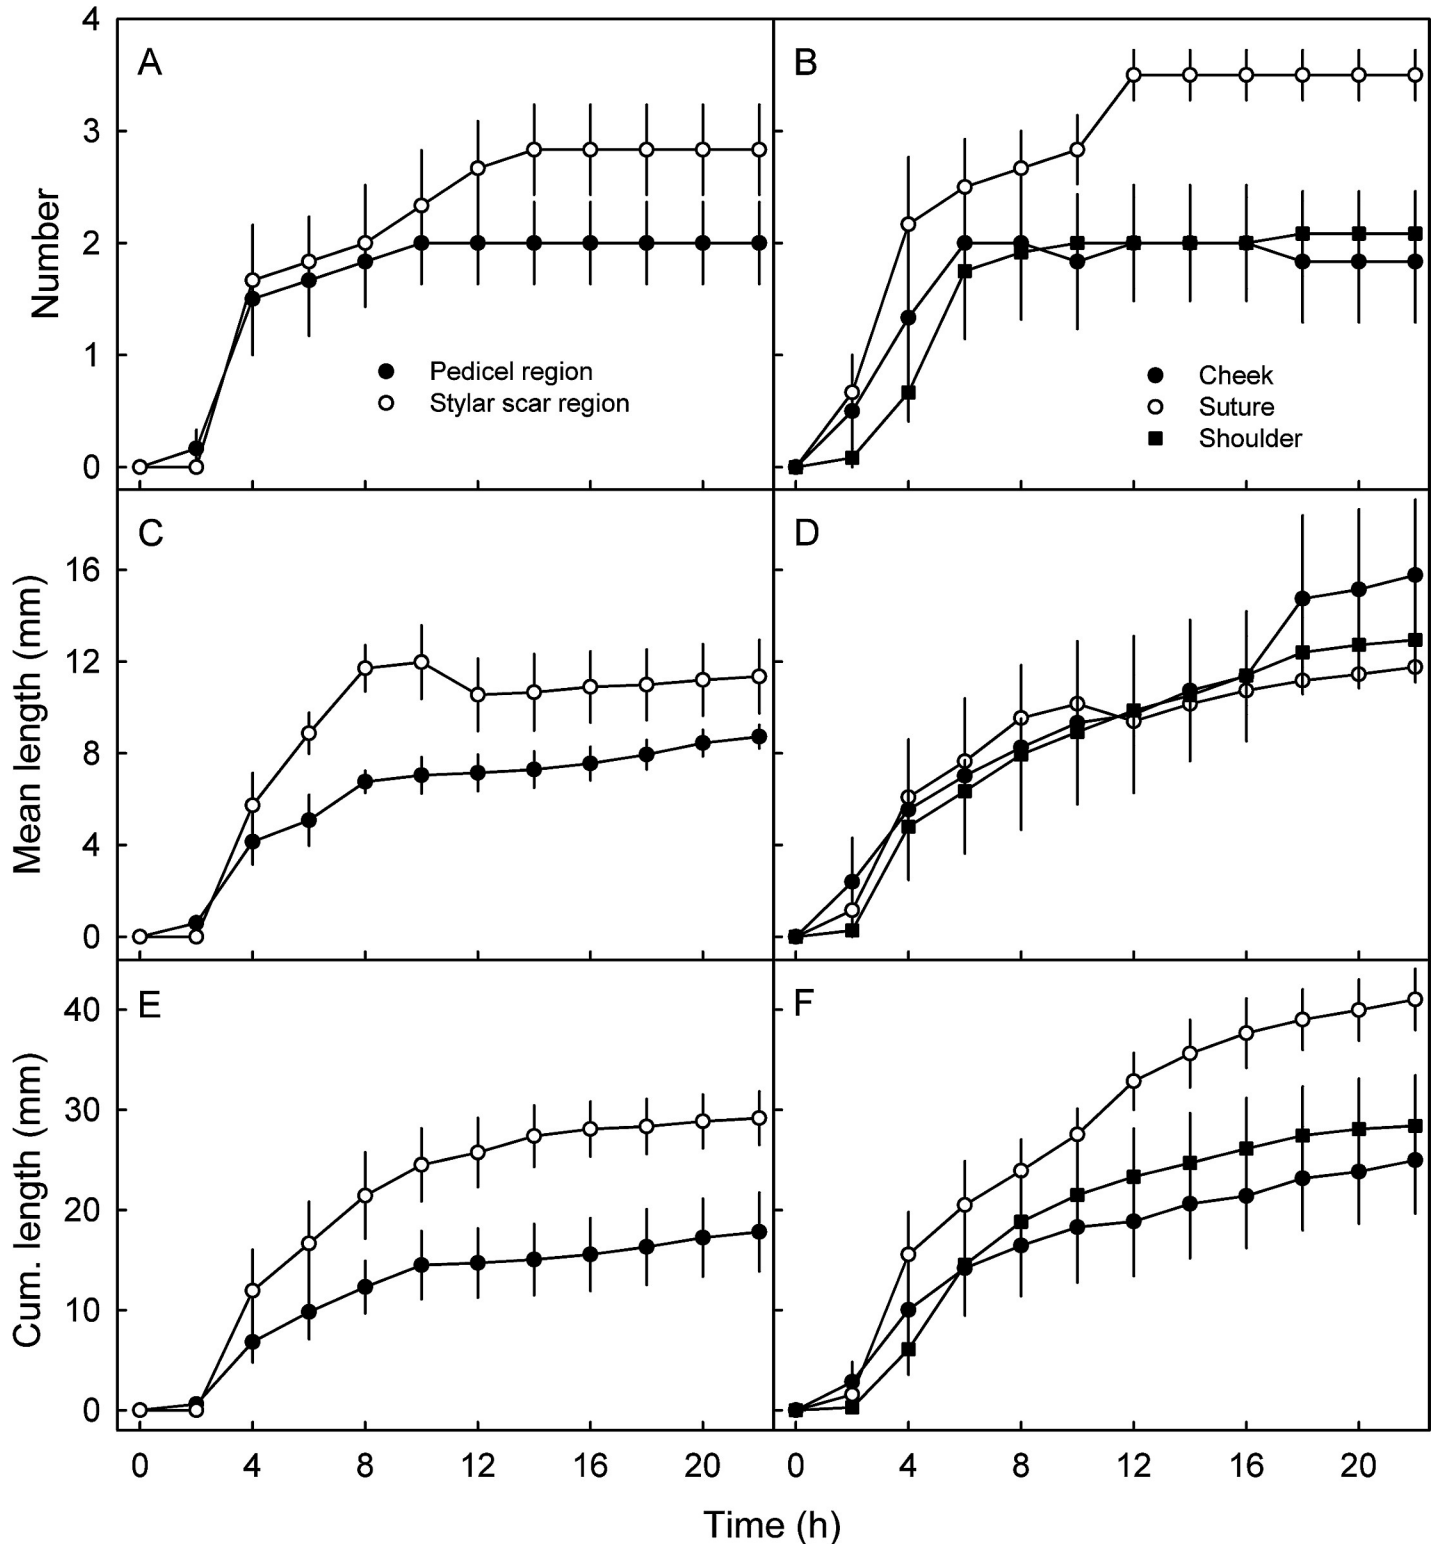 A
B
4
3
2
1
0
Number
Pedicel region
Stylar scar region
Cheek
Suture
Shoulder
C
D
16
12
8
4
0
Mean length (mm)
E
F
40
30
20
10
0
Cum. length (mm)
0 4 8 12 16 20
0 4 8 12 16 20
Time (h)